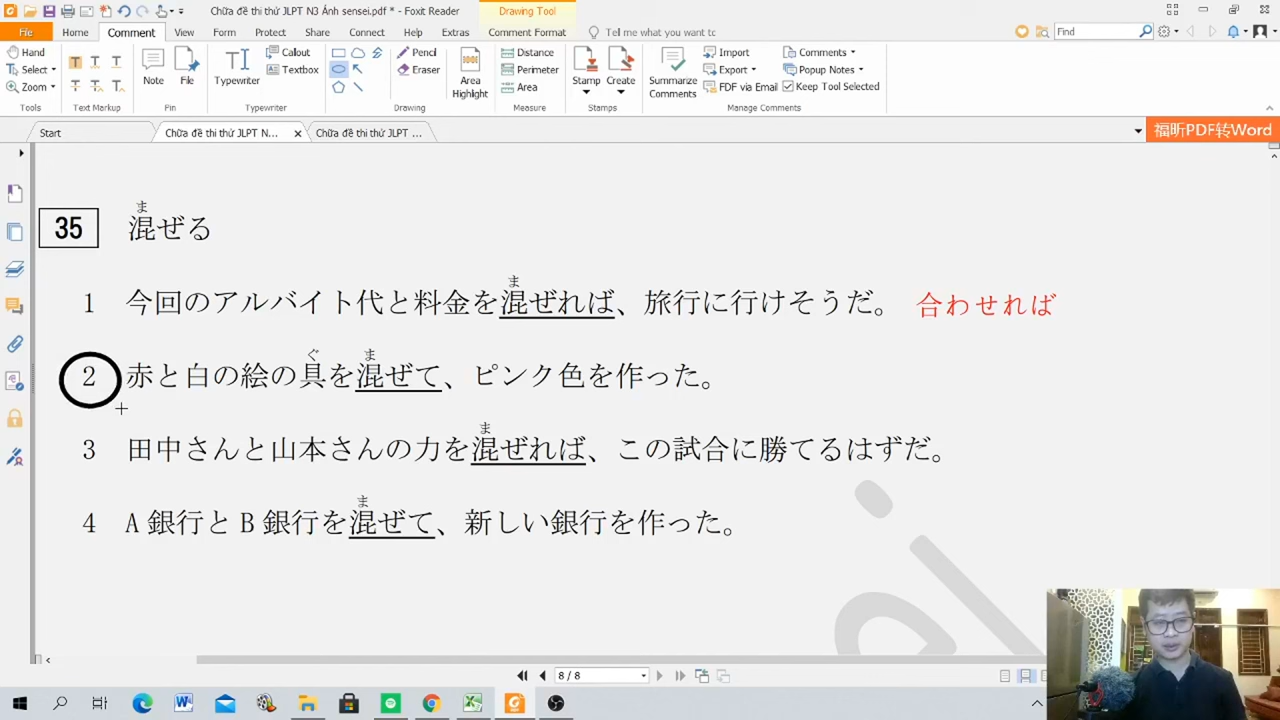 Chữa đề thi thử JLPT N3 Ánh sensei.pdf * - Foxit Reader
Drawing Tool
File Home Comment View Form Protect Share Connect Help Extras Comment Format Tell me what you want to
Find
Hand
Select
Zoom
Tools
Text Markup
Note
File
Pin
Typewriter
Callout
Textbox
Typewriter
Pencil
Eraser
Drawing
Area Highlight
Distance
Perimeter
Area
Measure
Stamp
Create
Stamps
Summarize Comments
Import
Export
FDF via Email
Comments
Popup Notes
Keep Tool Selected
Manage Comments
Start
Chữa đề thi thử JLPT N...
Chữa đề thi thử JLPT ...
福昕PDF转Word
ま
35 混ぜる
ま
1 今回のアルバイト代と料金を混ぜれば、旅行に行けそうだ。 合わせれば
ぐ ま
2 赤と白の絵の具を混ぜて、ピンク色を作った。
ま
3 田中さんと山本さんの力を混ぜれば、この試合に勝てるはずだ。
ま
4 A 銀行と B 銀行を混ぜて、新しい銀行を作った。
8 / 8